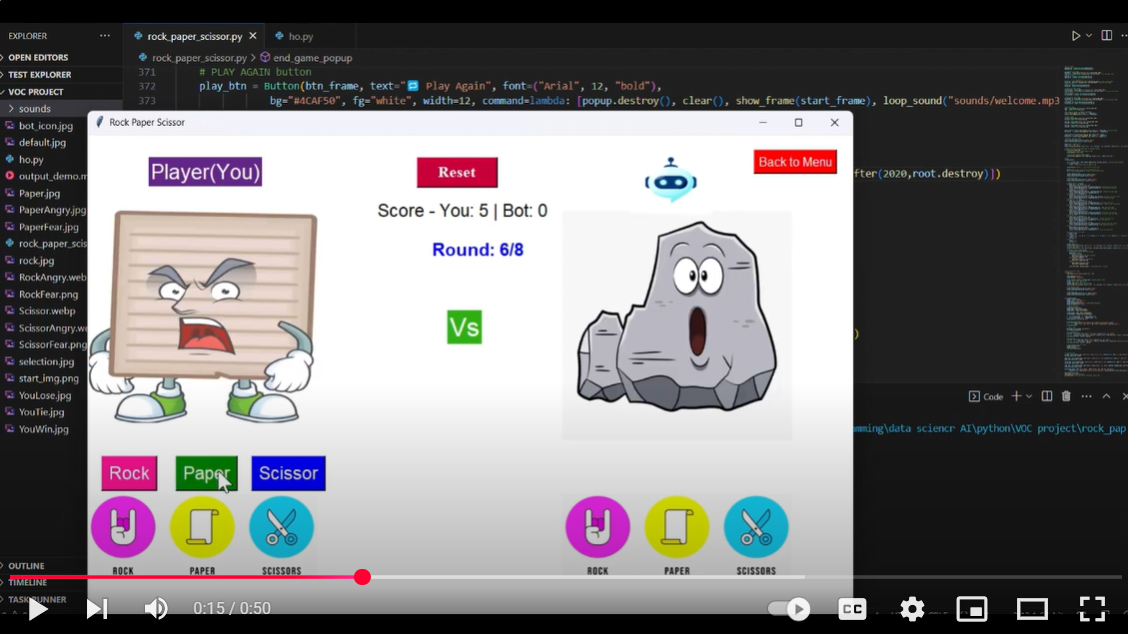 EXPLORER
rock_paper_scissor.py
ho.py
OPEN EDITORS
rock_paper_scissor.py > end_game_popup
TEST EXPLORER
371 # PLAY AGAIN button
VOC PROJECT
372 play_btn = Button(btn_frame, text=" Play Again", font=("Arial", 12, "bold"),
373 bg="#4CAF50", fg="white", width=12, command=lambda: [popup.destroy(), clear(), show_frame(start_frame), loop_sound("sounds/welcome.mp3
sounds
bot_icon.jpg
default.jpg
ho.py
output_demo.m
Paper.jpg
PaperAngry.jpg
PaperFear.jpg
rock_paper_scis
rock.jpg
RockAngry.web
RockFear.png
Scissor.webp
ScissorAngry.we
ScissorFear.png
selection.jpg
start_img.png
YouLose.jpg
YouTie.jpg
YouWin.jpg
OUTLINE
TIMELINE
Rock Paper Scissor
Player(You)
Reset
Back to Menu
fter(2020,root.destroy)])
Score - You: 5 | Bot: 0
Round: 6/8
Vs
)
Code
mming\data sciencr AI\python\VOC project\rock_pap
Rock
Paper
Scissor
ROCK
PAPER
SCISSORS
ROCK
PAPER
SCISSORS
0:15 / 0:50
CC